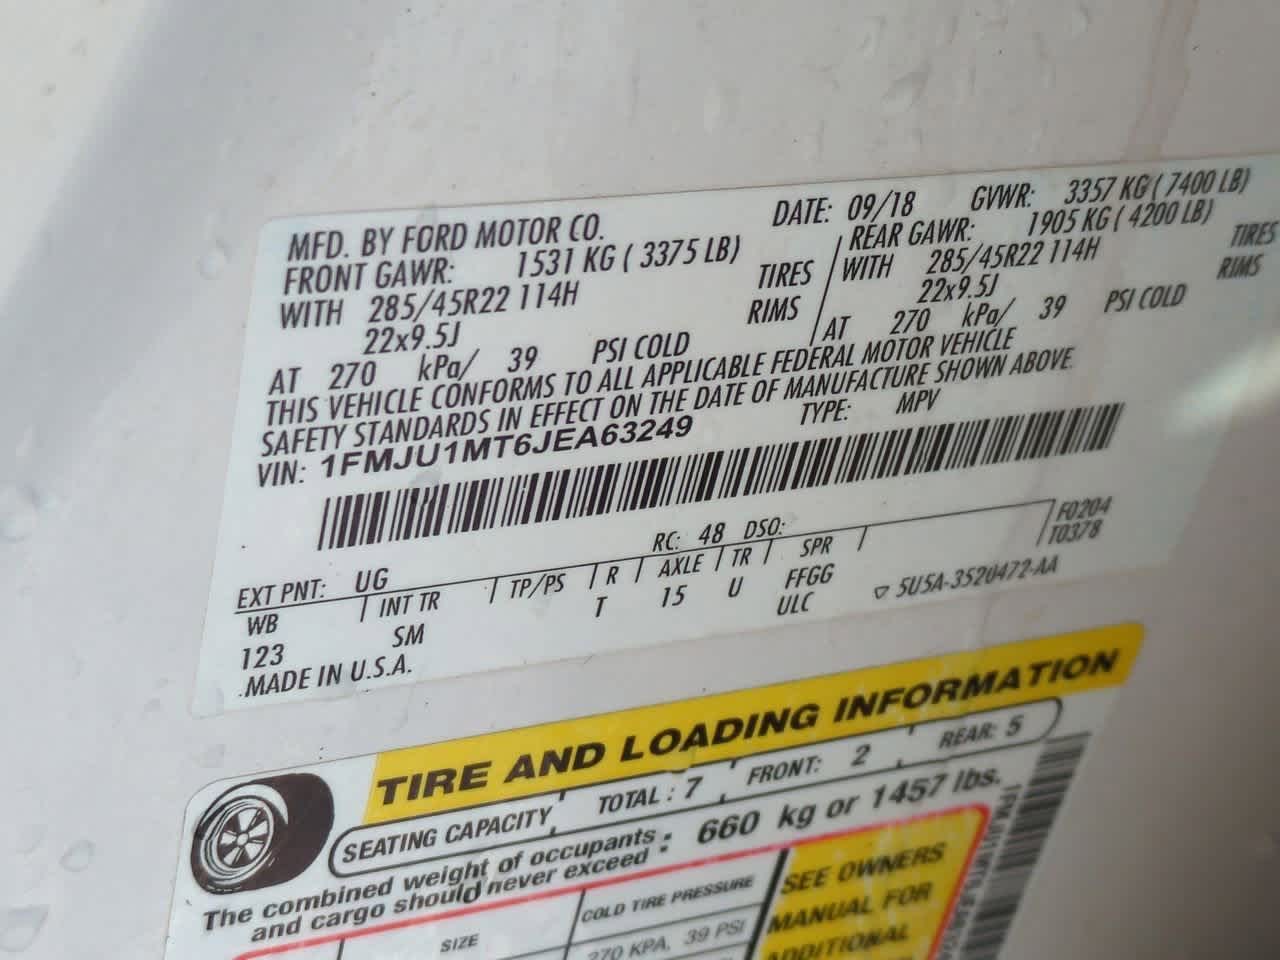 MFD. BY FORD MOTOR CO. DATE: 09/18 GVWR: 3357 KG ( 7400 LB)
FRONT GAWR: 1531 KG ( 3375 LB) REAR GAWR: 1905 KG ( 4200 LB)
WITH 285/45R22 114H TIRES WITH 285/45R22 114H TIRES
22x9.5J RIMS 22x9.5J RIMS
AT 270 kPa/ 39 PSI COLD AT 270 kPa/ 39 PSI COLD
THIS VEHICLE CONFORMS TO ALL APPLICABLE FEDERAL MOTOR VEHICLE
SAFETY STANDARDS IN EFFECT ON THE DATE OF MANUFACTURE SHOWN ABOVE.
VIN: 1FMJU1MT6JEA63249 TYPE: MPV
F0204
T0378
EXT PNT: UG RC: 48 DSO:
WB INT TR TP/PS R AXLE TR SPR
123 SM T 15 U FFGG
ULC
▽ 5U5A-3520472-AA
MADE IN U.S.A.
TIRE AND LOADING INFORMATION
SEATING CAPACITY TOTAL : 7 FRONT: 2 REAR: 5
The combined weight of occupants and cargo should never exceed : 660 kg or 1457 lbs.
SIZE COLD TIRE PRESSURE
270 KPA, 39 PSI
SEE OWNERS
MANUAL FOR
ADDITIONAL